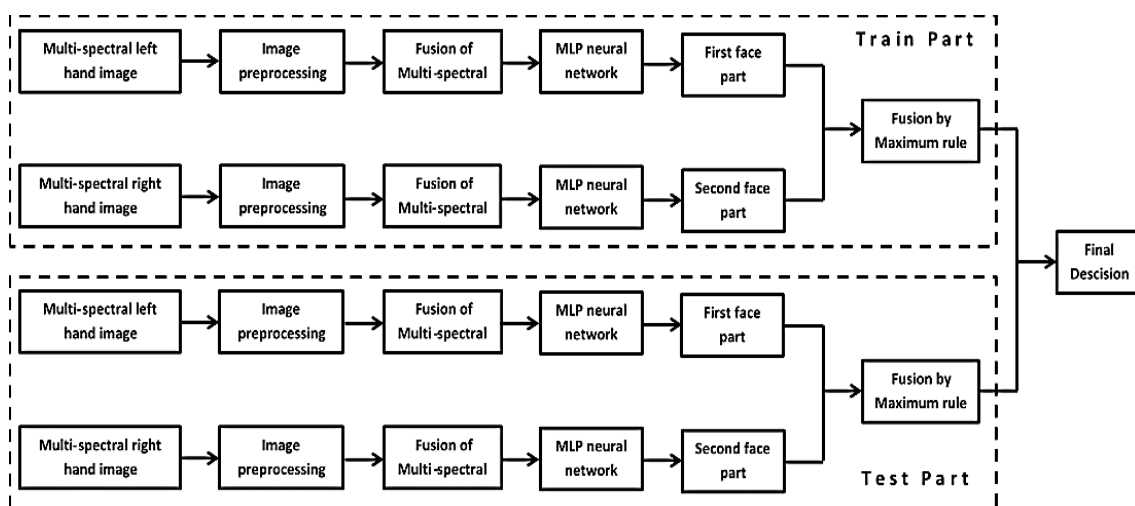 Train Part
Multi-spectral left
hand image
Image
preprocessing
Fusion of
Multi-spectral
MLP neural
network
First face
part
Fusion by
Maximum rule
Multi-spectral right
hand image
Image
preprocessing
Fusion of
Multi-spectral
MLP neural
network
Second face
part
Final
Descision
Multi-spectral left
hand image
Image
preprocessing
Fusion of
Multi-spectral
MLP neural
network
First face
part
Fusion by
Maximum rule
Multi-spectral right
hand image
Image
preprocessing
Fusion of
Multi-spectral
MLP neural
network
Second face
part
Test Part